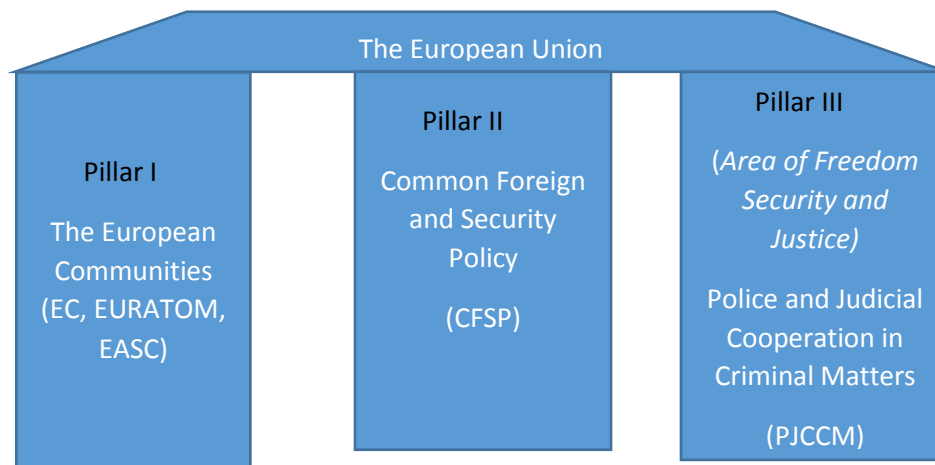 The European Union
Pillar I
The European
Communities
(EC, EURATOM,
EASC)
Pillar II
Common Foreign
and Security
Policy
(CFSP)
Pillar III
(Area of Freedom
Security and
Justice)
Police and Judicial
Cooperation in
Criminal Matters
(PJCCM)